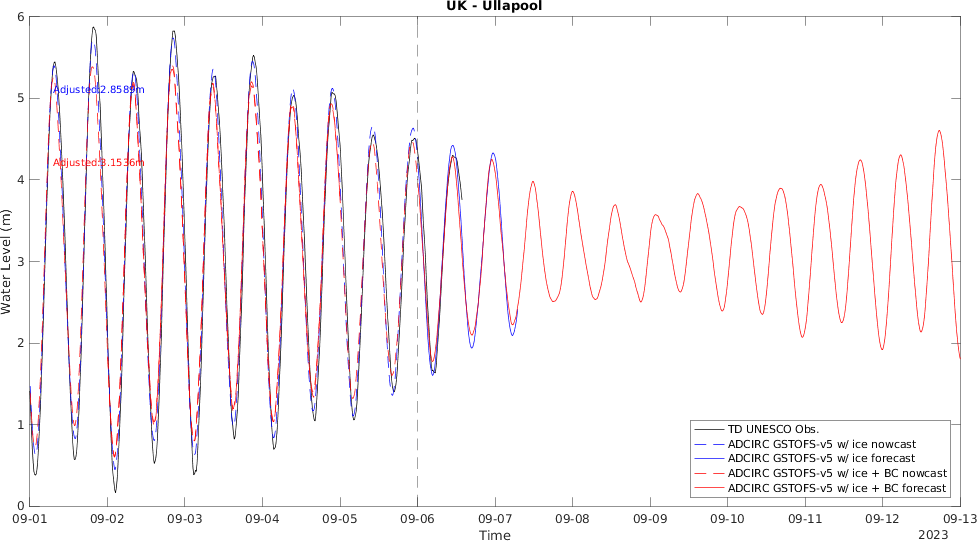 UK - Ullapool
6
5
4
3
2
1
0
Water Level (m)
Adjusted:2.8589m
Adjusted:3.1536m
TD UNESCO Obs.
ADCIRC GSTOFS-v5 w/ ice nowcast
ADCIRC GSTOFS-v5 w/ ice forecast
ADCIRC GSTOFS-v5 w/ ice + BC nowcast
ADCIRC GSTOFS-v5 w/ ice + BC forecast
09-01 09-02 09-03 09-04 09-05 09-06 09-07 09-08 09-09 09-10 09-11 09-12 09-13
Time
2023